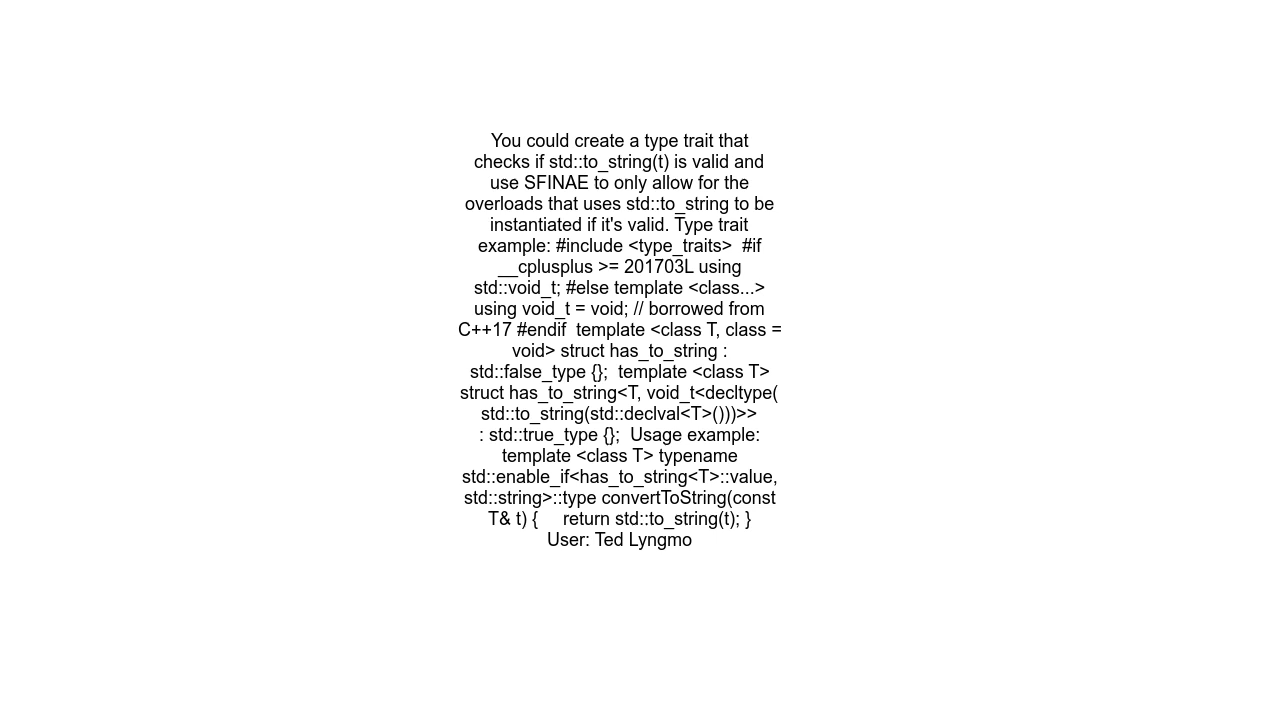 You could create a type trait that
checks if std::to_string(t) is valid and
use SFINAE to only allow for the
overloads that uses std::to_string to be
instantiated if it's valid. Type trait
example: #include <type_traits>  #if
__cplusplus >= 201703L using
std::void_t; #else template <class...>
using void_t = void; // borrowed from
C++17 #endif  template <class T, class =
void> struct has_to_string :
std::false_type {};  template <class T>
struct has_to_string<T, void_t<decltype(
std::to_string(std::declval<T>()))>>
: std::true_type {};  Usage example:
template <class T> typename
std::enable_if<has_to_string<T>::value,
std::string>::type convertToString(const
T& t) {     return std::to_string(t); }
User: Ted Lyngmo